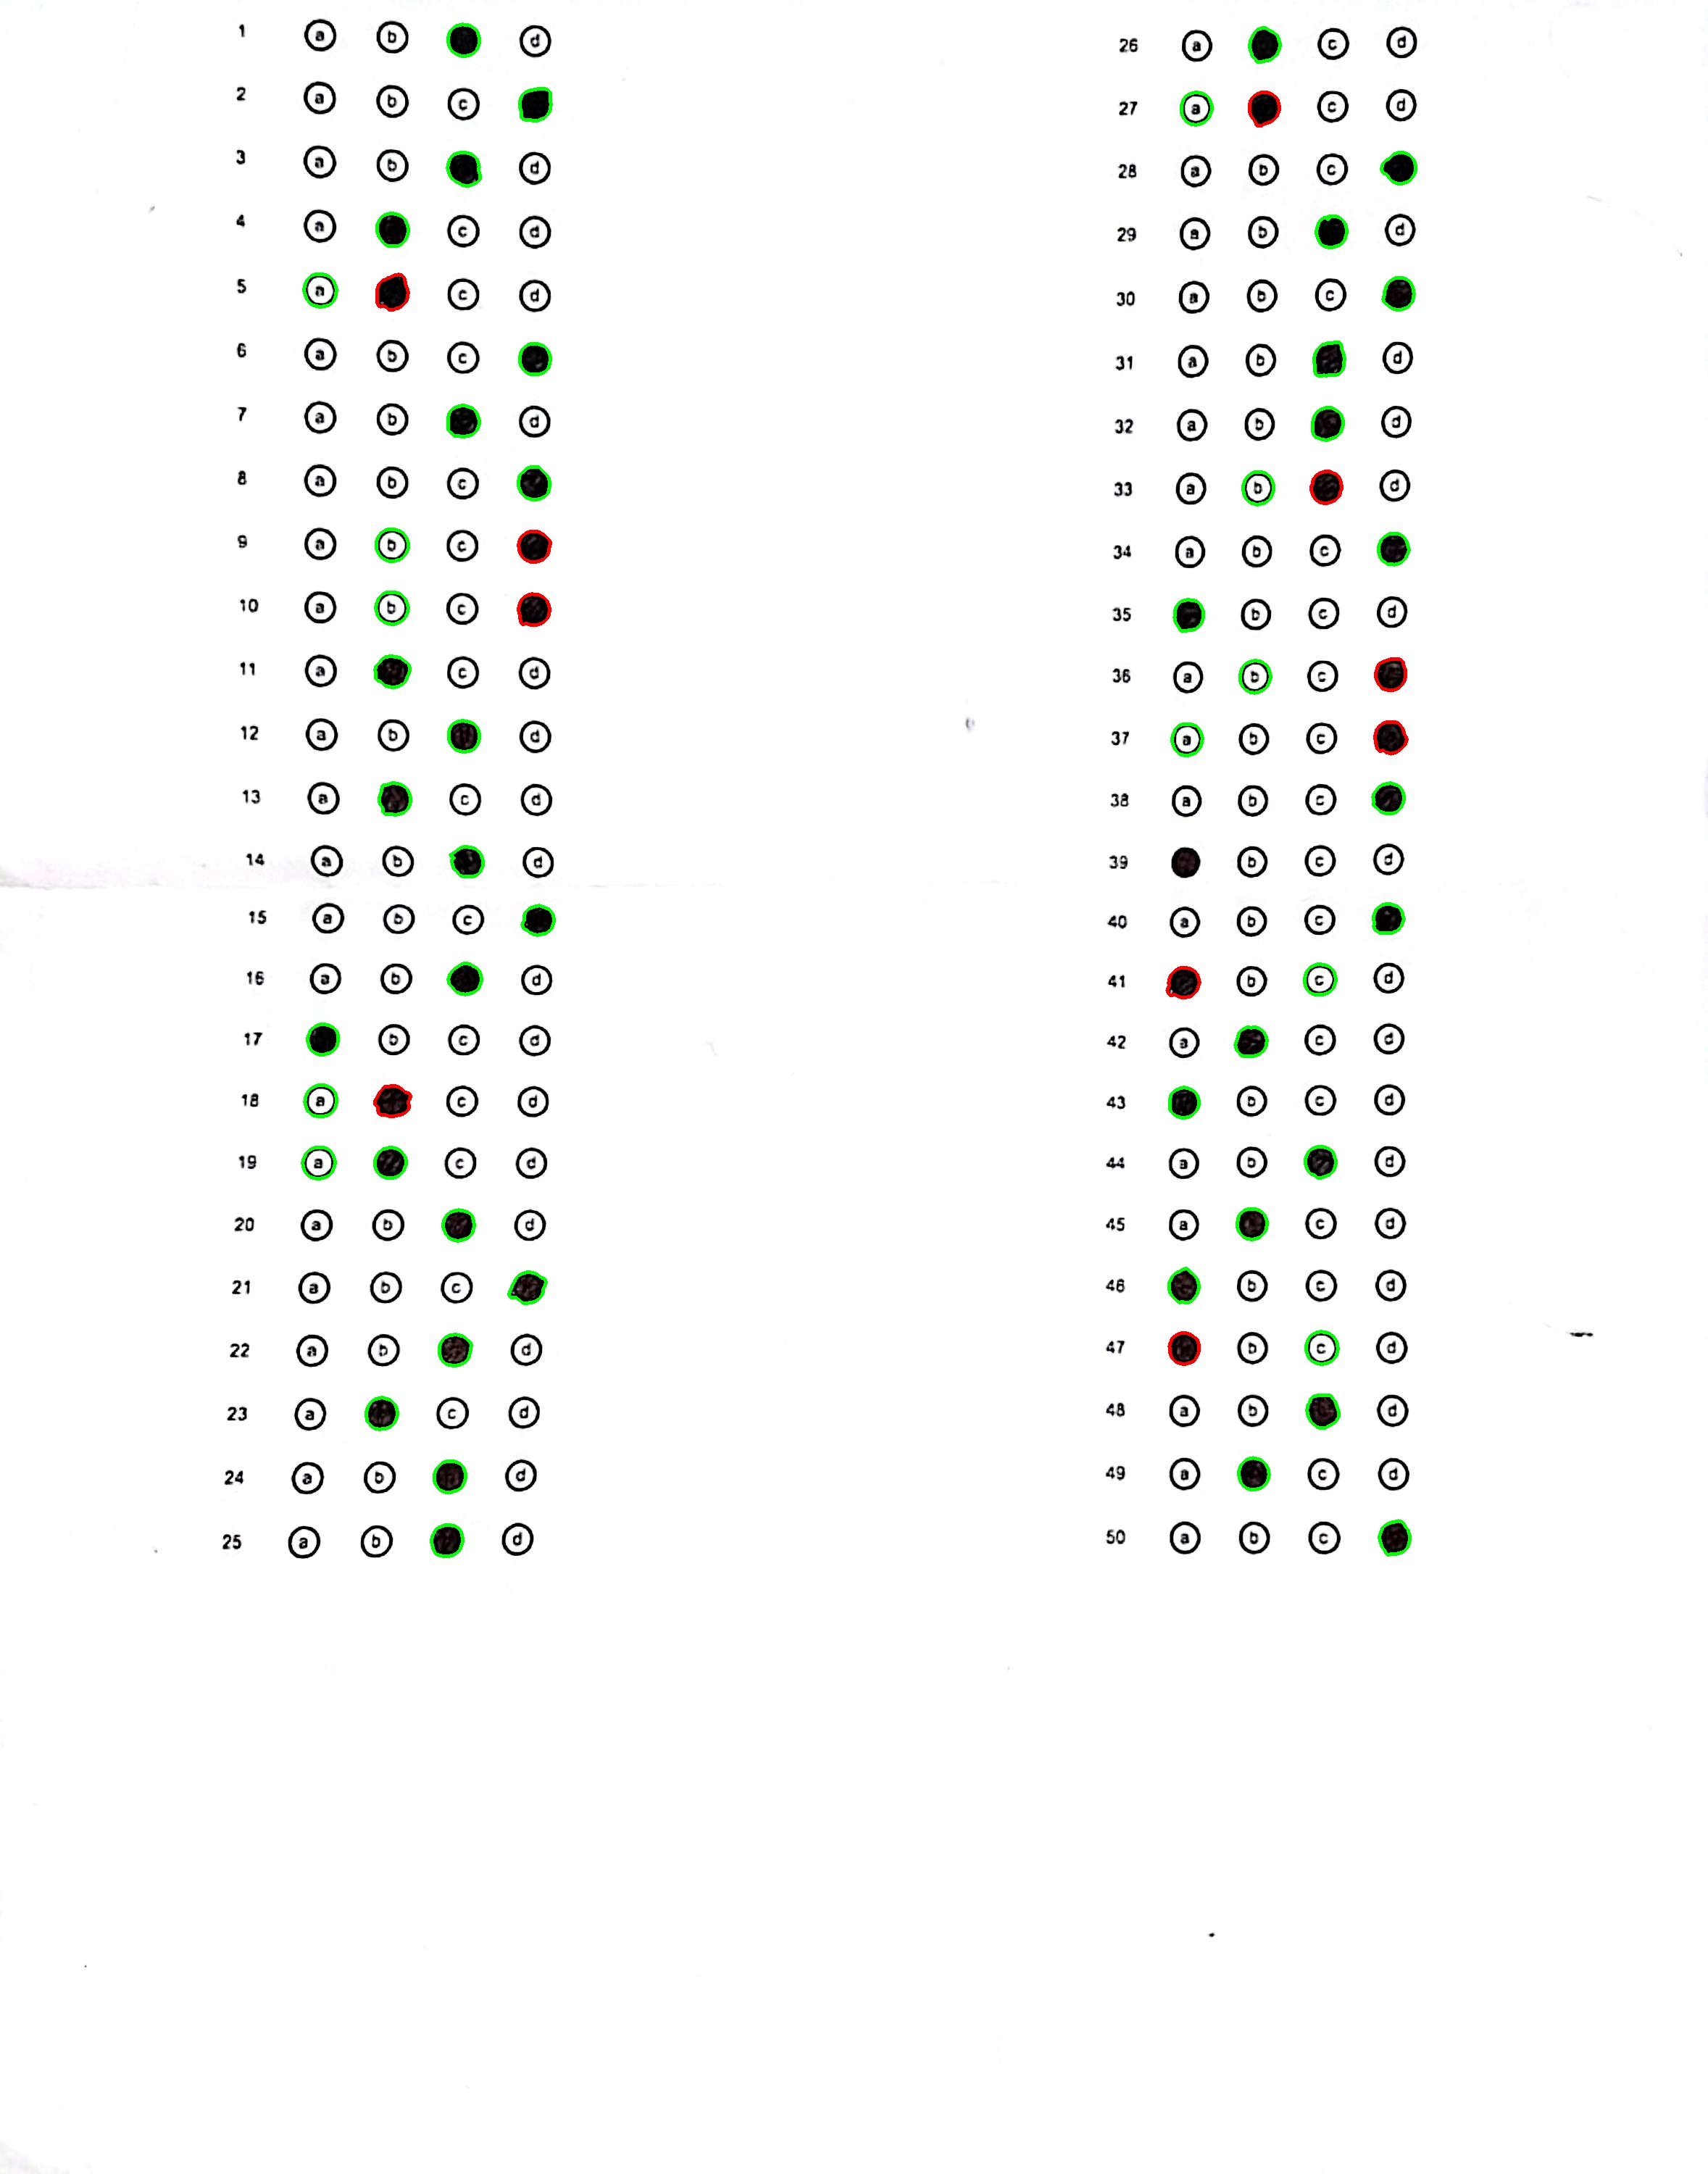 1 a b d
2 a b c
3 a b d
4 a c d
5 a c d
6 a b c
7 a b d
8 a b c
9 a b c
10 a b c
11 a c d
12 a b d
13 a c d
14 a b d
15 a b c
16 a b d
17 b c d
18 a c d
19 a c d
20 a b d
21 a b c
22 a b d
23 a c d
24 a b d
25 a b d
26 a c d
27 a c d
28 a b c
29 a b d
30 a b c
31 a b d
32 a b d
33 a b d
34 a b c
35 b c d
36 a b c
37 a b c
38 a b c
39 b c d
40 a b c
41 b c d
42 a c d
43 b c d
44 a b d
45 a c d
46 b c d
47 b c d
48 a b d
49 a c d
50 a b c